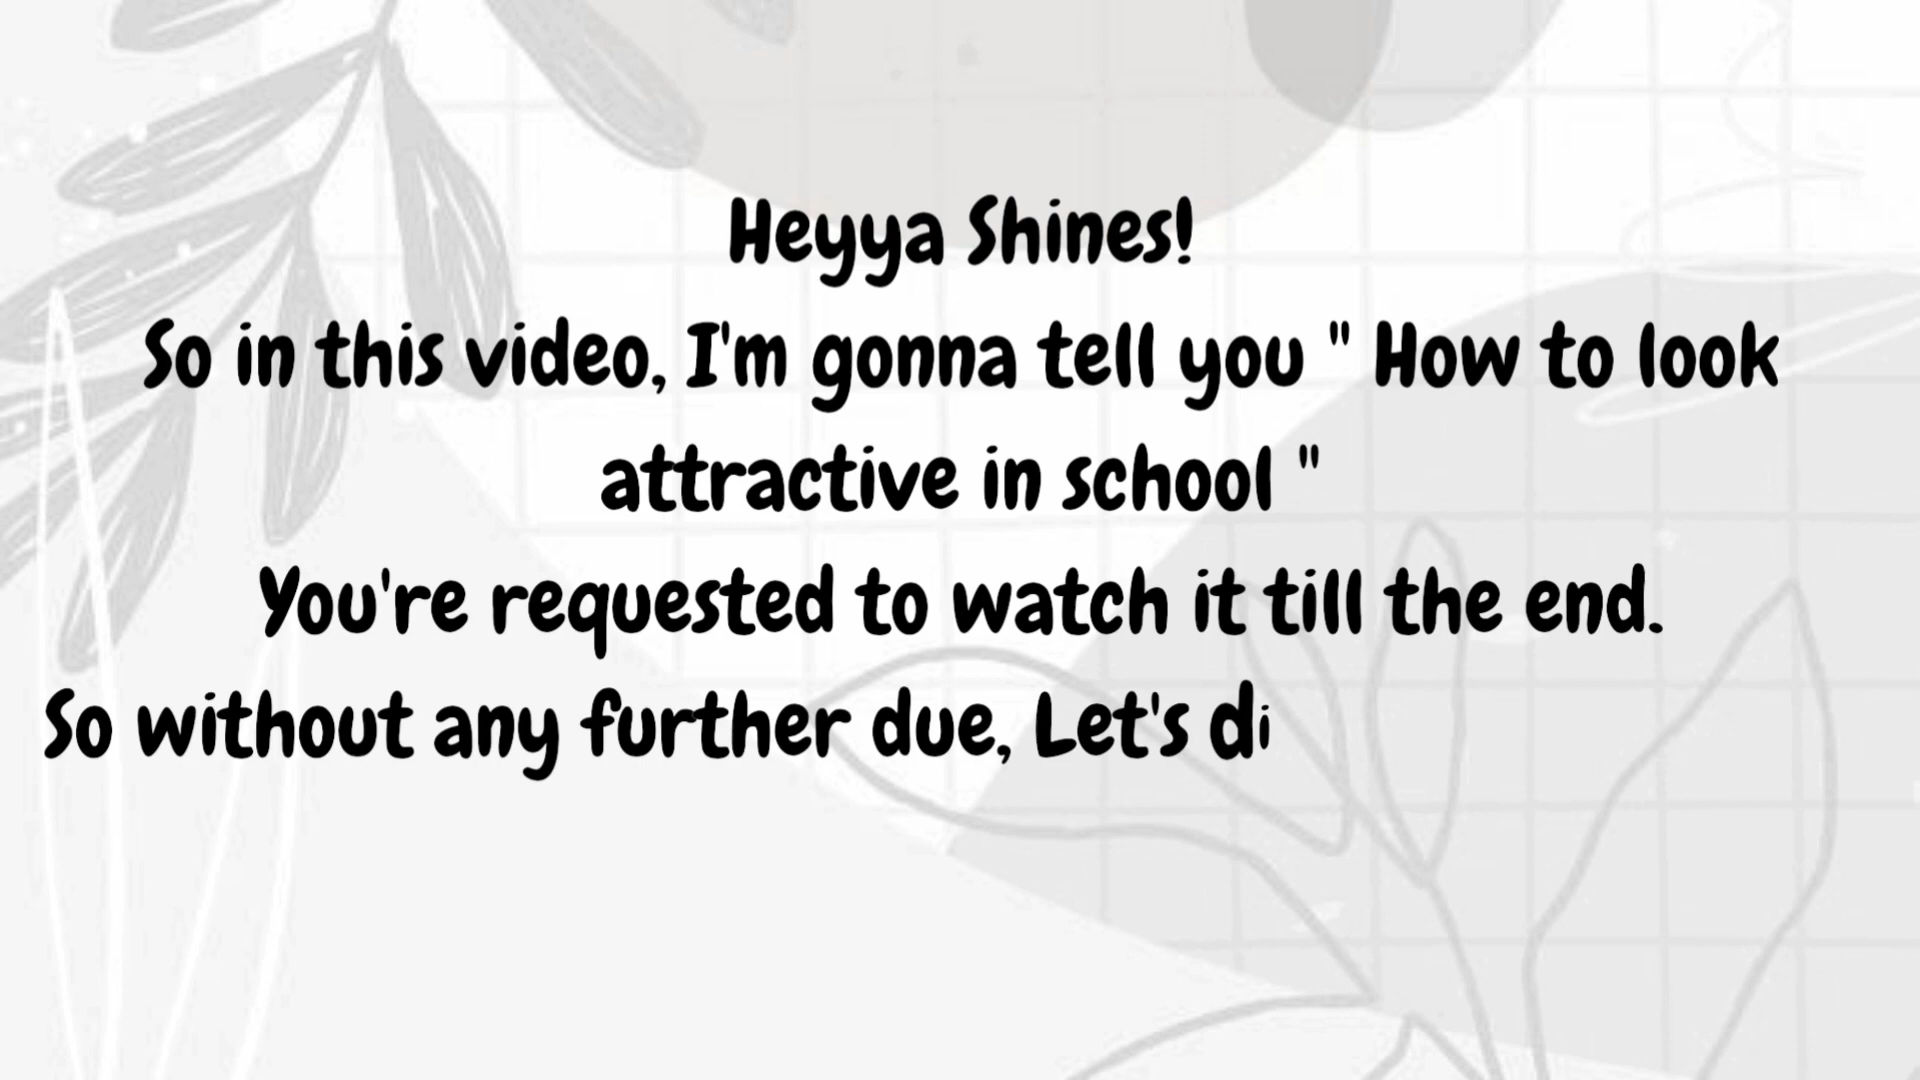 Heyya Shines!
So in this video, I'm gonna tell you " How to look
attractive in school "
You're requested to watch it till the end.
So without any further due, Let's di